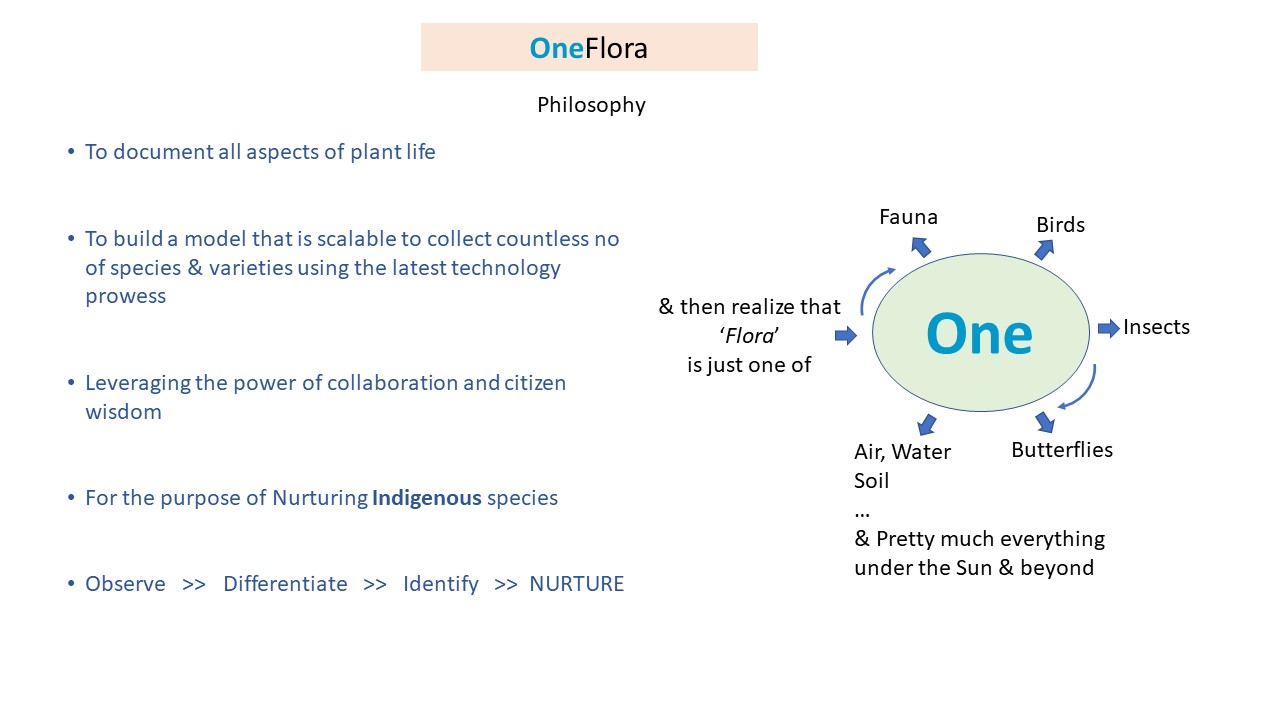 OneFlora
Philosophy
• To document all aspects of plant life
• To build a model that is scalable to collect countless no
of species & varieties using the latest technology
prowess
• Leveraging the power of collaboration and citizen
wisdom
• For the purpose of Nurturing Indigenous species
• Observe >> Differentiate >> Identify >> NURTURE
& then realize that
‘Flora’
is just one of
One
Fauna
Birds
Insects
Butterflies
Air, Water
Soil
...
& Pretty much everything
under the Sun & beyond